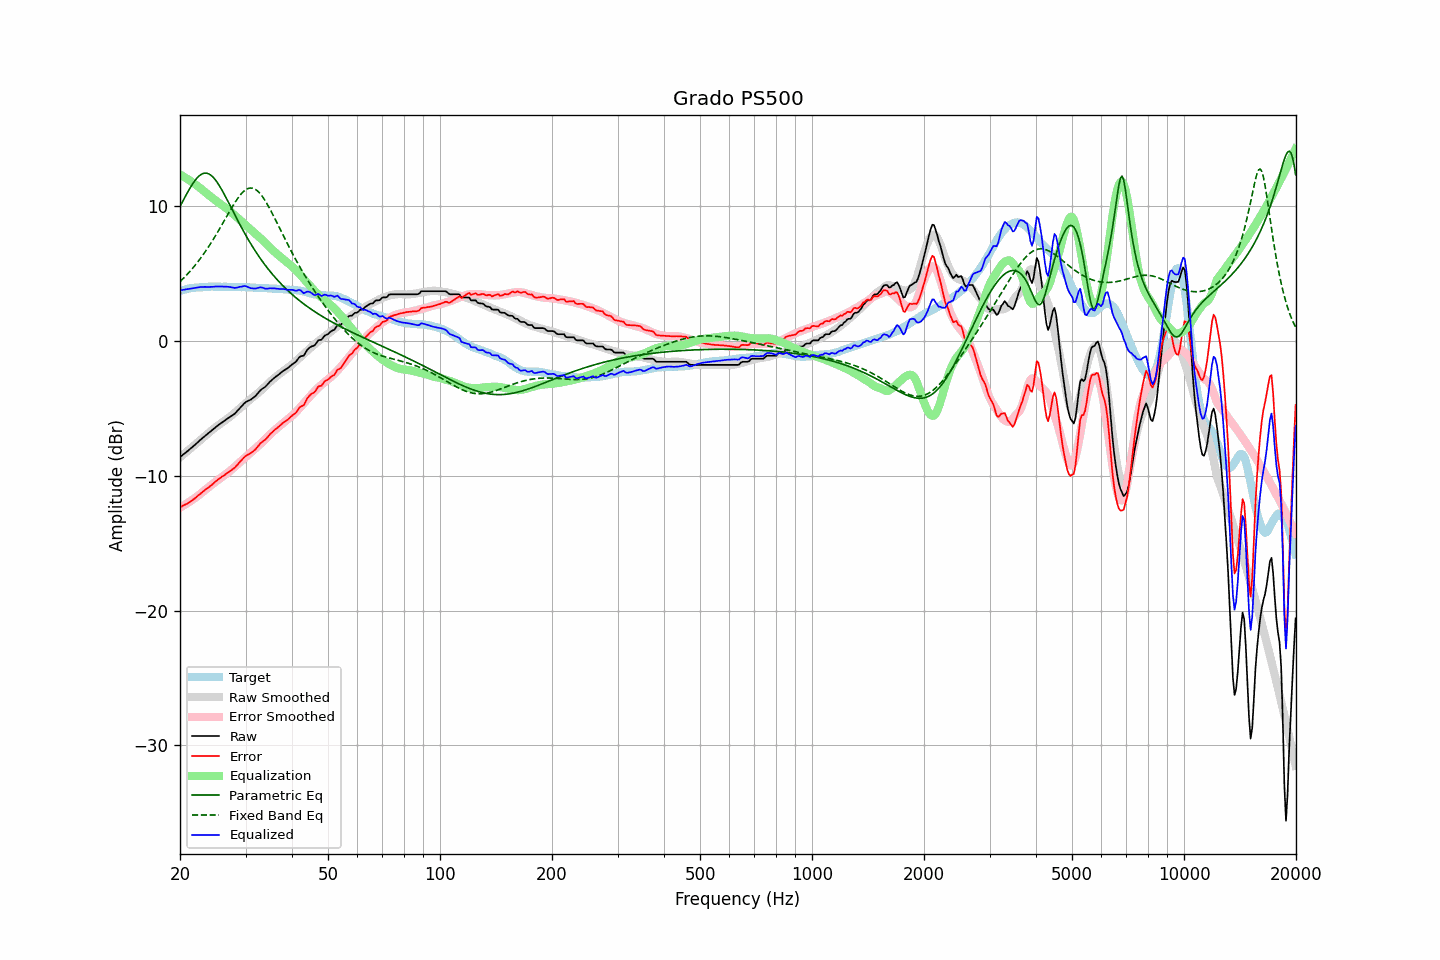 Grado PS500
10
0
−10
−20
−30
Amplitude (dBr)
Target
Raw Smoothed
Error Smoothed
Raw
Error
Equalization
Parametric Eq
Fixed Band Eq
Equalized
20 50 100 200 500 1000 2000 5000 10000 20000
Frequency (Hz)